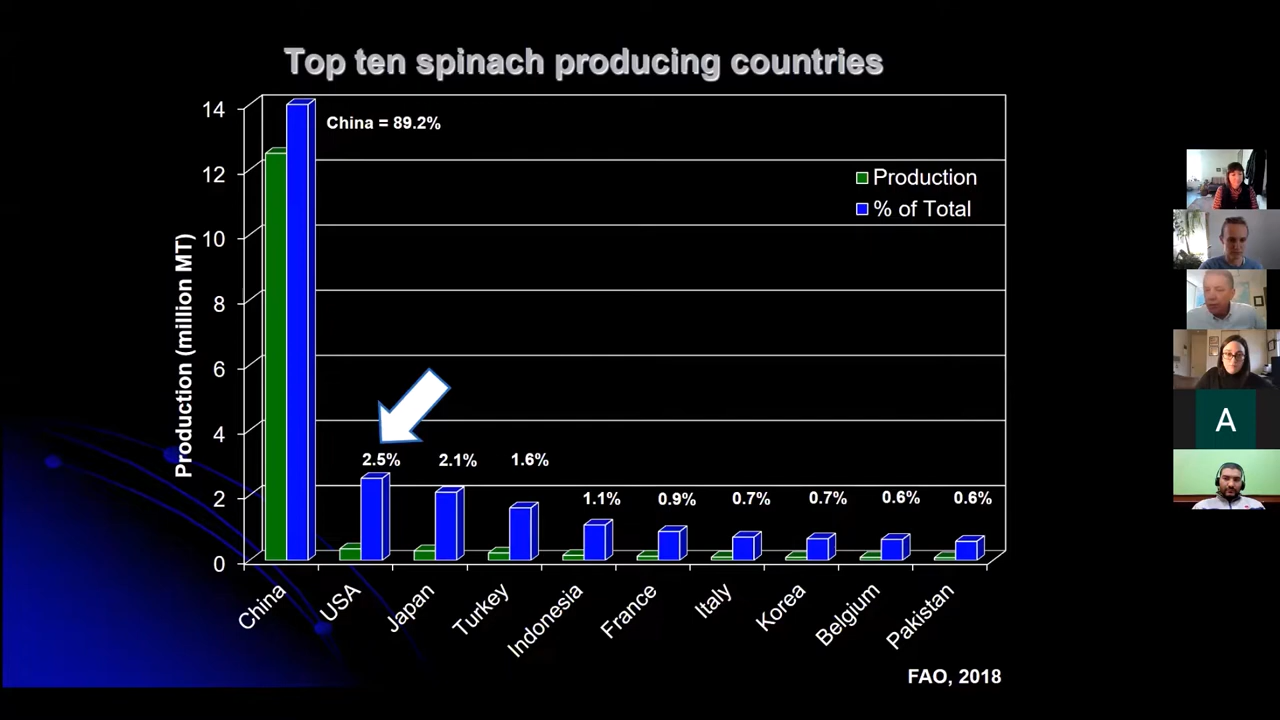 Top ten spinach producing countries
China = 89.2%
Production
% of Total
Production (million MT)
14
12
10
8
6
4
2
0
2.5%
2.1%
1.6%
1.1%
0.9%
0.7%
0.7%
0.6%
0.6%
China
USA
Japan
Turkey
Indonesia
France
Italy
Korea
Belgium
Pakistan
FAO, 2018
A